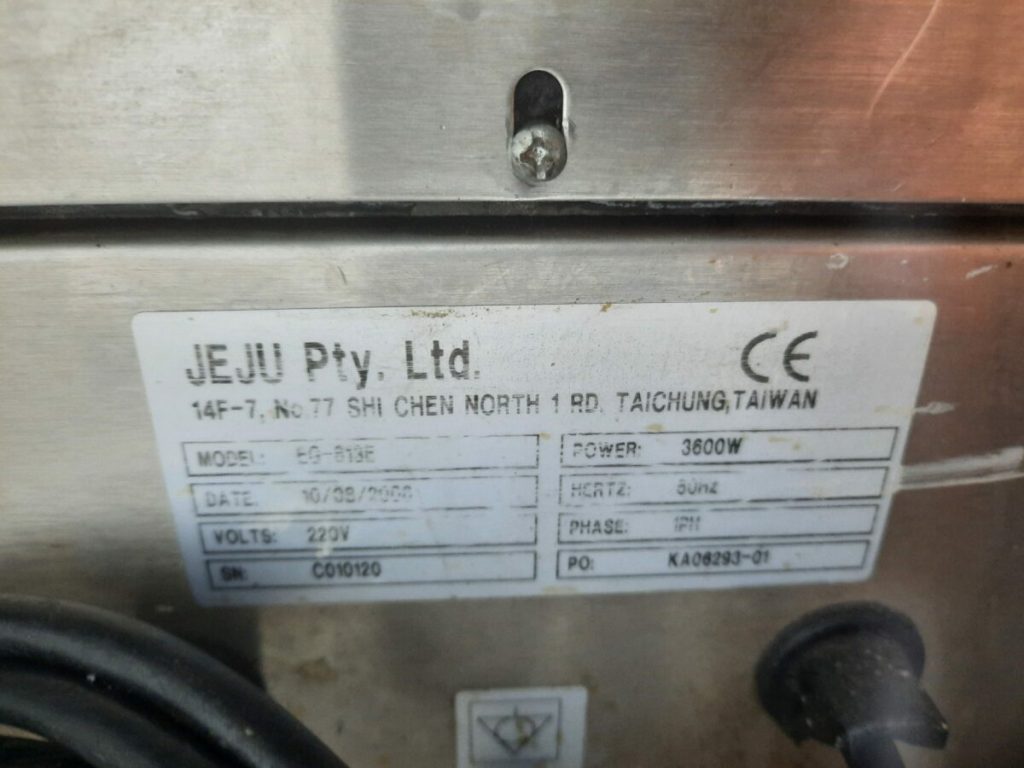 JEJU Pty. Ltd.
CE
14F-7, No.77 SHI CHEN NORTH 1 RD. TAICHUNG,TAIWAN
MODEL:
POWER: 3600W
DATE:
HERTZ:
VOLTS: 220V
PHASE: 1PH
SN: C010120
PO: KA06293-01